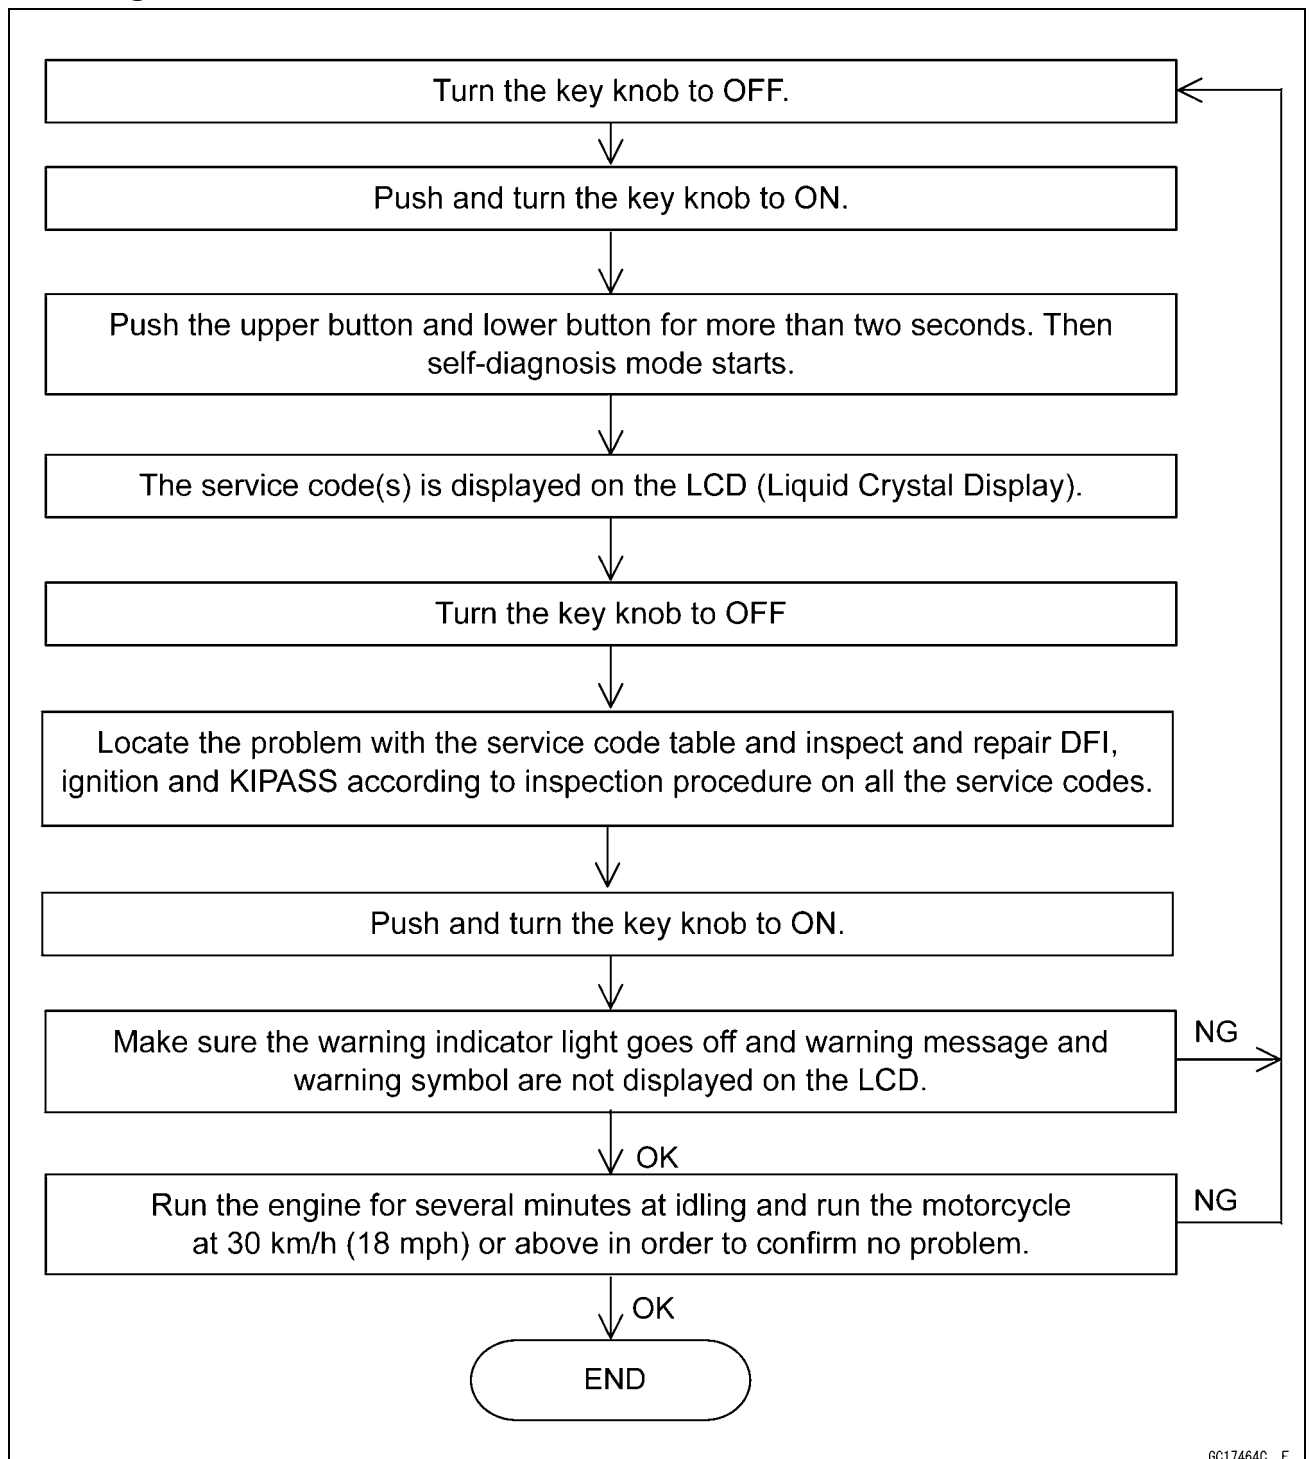 Turn the key knob to OFF.
Push and turn the key knob to ON.
Push the upper button and lower button for more than two seconds. Then
self-diagnosis mode starts.
The service code(s) is displayed on the LCD (Liquid Crystal Display).
Turn the key knob to OFF
Locate the problem with the service code table and inspect and repair DFI,
ignition and KIPASS according to inspection procedure on all the service codes.
Push and turn the key knob to ON.
Make sure the warning indicator light goes off and warning message and
warning symbol are not displayed on the LCD.
NG
OK
Run the engine for several minutes at idling and run the motorcycle
at 30 km/h (18 mph) or above in order to confirm no problem.
NG
OK
END
GC17464C F